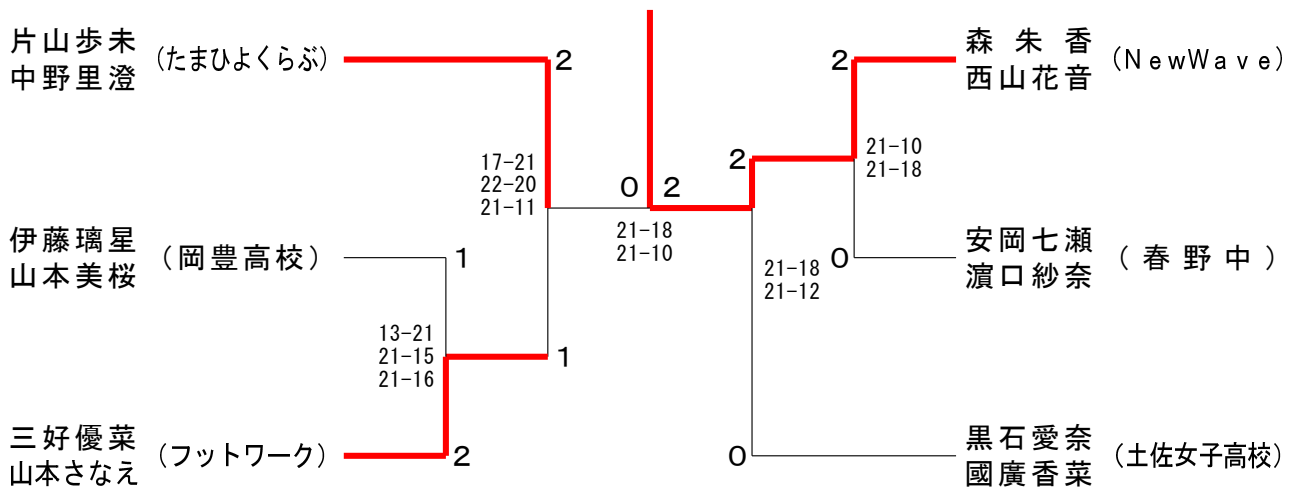 片山歩未
中野里澄
(たまひよくらぶ)
2
17-21
22-20
21-11
伊藤璃星
山本美桜
(岡豊高校)
1
13-21
21-15
21-16
1
三好優菜
山本さなえ
(フットワーク)
2
0 2
21-18
21-10
森朱香
西山花音
(NewWave)
2
21-10
21-18
2
安岡七瀬
濵口紗奈
(春野中)
0
21-18
21-12
黒石愛奈
國廣香菜
(土佐女子高校)
0